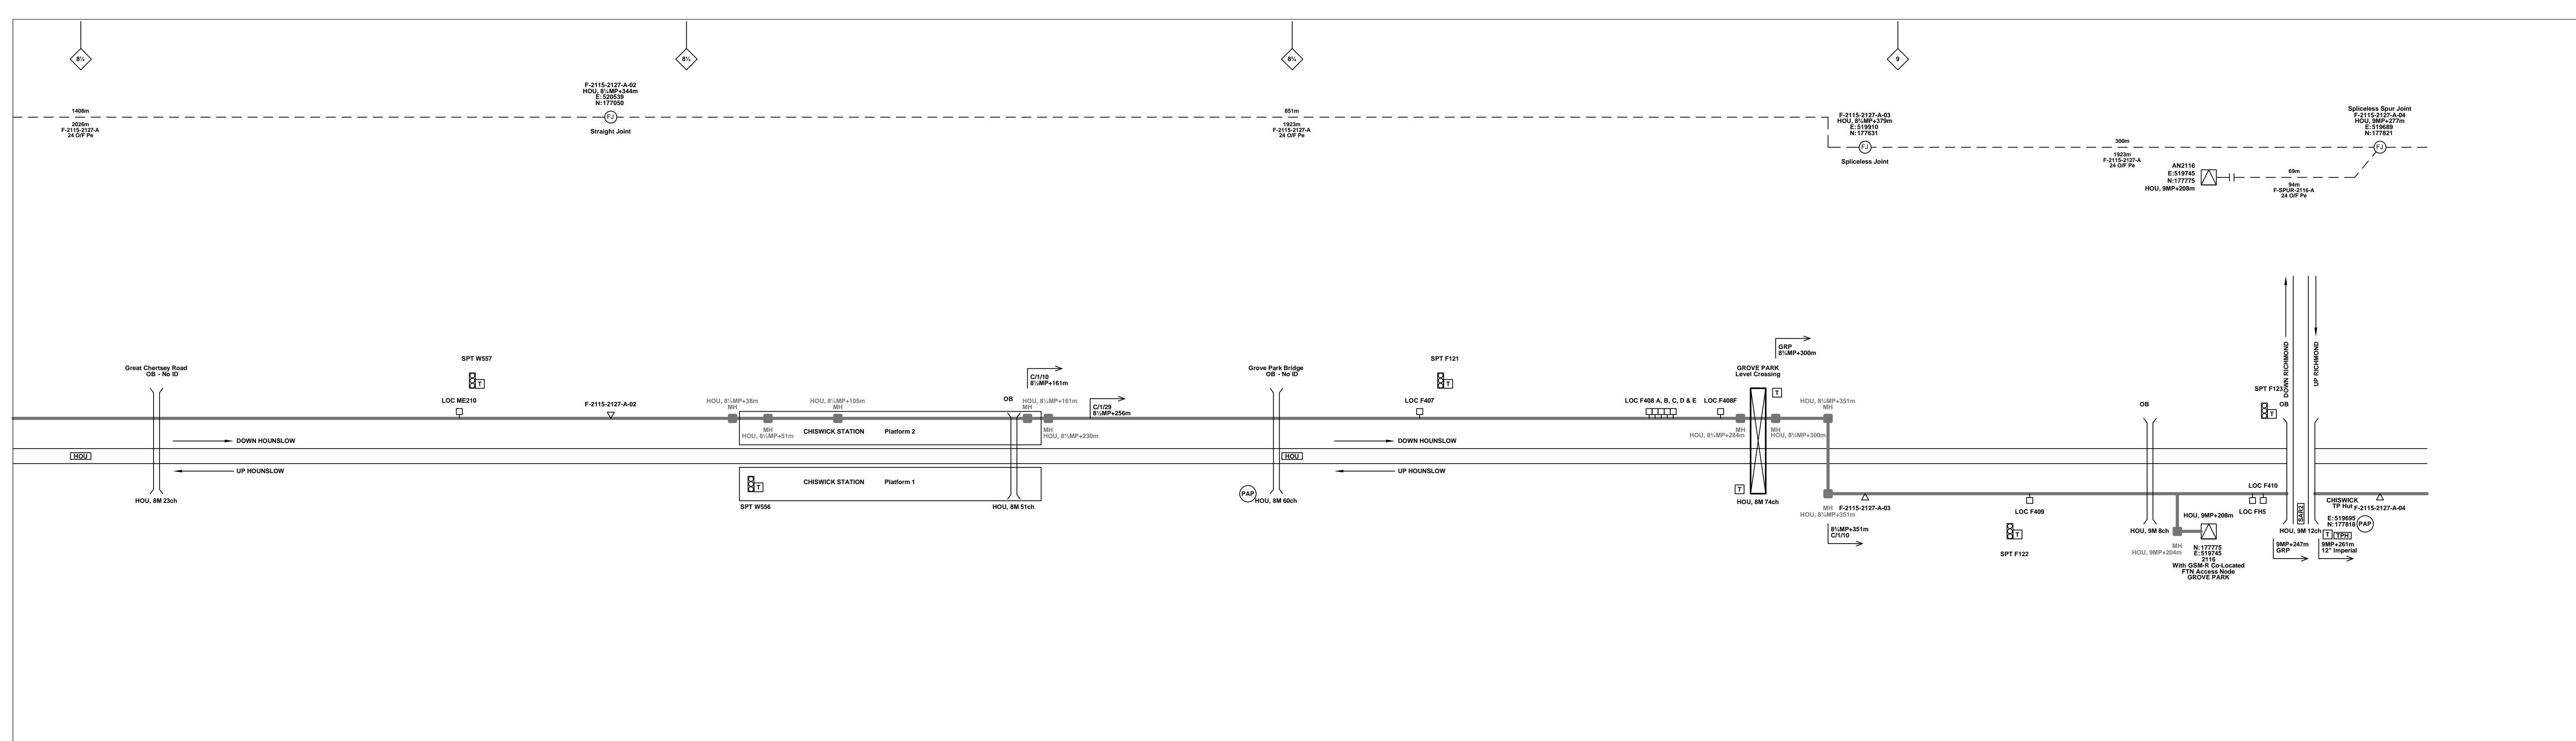 8¼
8½
8¾
9
F-2115-2127-A-02
HOU, 8¼MP+344m
E:520539
N:177050
FJ
Straight Joint
1408m
2026m
F-2115-2127-A
24 O/F Pe
851m
1923m
F-2115-2127-A
24 O/F Pe
F-2115-2127-A-03
HOU, 8¾MP+379m
E:519910
N:177631
FJ
Spliceless Joint
300m
1923m
F-2115-2127-A
24 O/F Pe
Spliceless Spur Joint
F-2115-2127-A-04
HOU, 9MP+277m
E:519689
N:177821
FJ
AN2116
E:519745
N:177775
HOU, 9MP+208m
69m
94m
F-SPUR-2116-A
24 O/F Pe
Great Chertsey Road
OB - No ID
SPT W557
T
LOC ME210
F-2115-2127-A-02
HOU, 8½MP+38m
MH
MH
HOU, 8½MP+51m
HOU, 8½MP+105m
MH
C/1/10
8½MP+161m
OB
HOU, 8½MP+161m
MH
MH
HOU, 8½MP+230m
C/1/29
8½MP+256m
CHISWICK STATION Platform 2
Grove Park Bridge
OB - No ID
SPT F121
T
LOC F407
LOC F408 A, B, C, D & E
LOC F408F
GROVE PARK
Level Crossing
T
GRP
8¾MP+300m
MH
HOU, 8¾MP+284m
MH
HOU, 8¾MP+300m
HOU, 8¾MP+351m
MH
DOWN HOUNSLOW
DOWN HOUNSLOW
HOU
HOU
UP HOUNSLOW
UP HOUNSLOW
CHISWICK STATION Platform 1
T
SPT W556
HOU, 8M 23ch
HOU, 8M 51ch
PAP
HOU, 8M 60ch
T
HOU, 8M 74ch
MH
HOU, 8¾MP+351m
F-2115-2127-A-03
8¾MP+351m
C/1/10
LOC F409
T
SPT F122
OB
HOU, 9M 8ch
MH
HOU, 9MP+204m
HOU, 9MP+208m
N:177775
E:519745
2116
With GSM-R Co-Located
FTN Access Node
GROVE PARK
DOWN RICHMOND
UP RICHMOND
SPT F123
OB
T
LOC F410
LOC FH5
SAR2
HOU, 9M 12ch
9MP+247m
GRP
9MP+261m
12" Imperial
CHISWICK
TP Hut
F-2115-2127-A-04
E:519695
N:177818
PAP
T
TPH